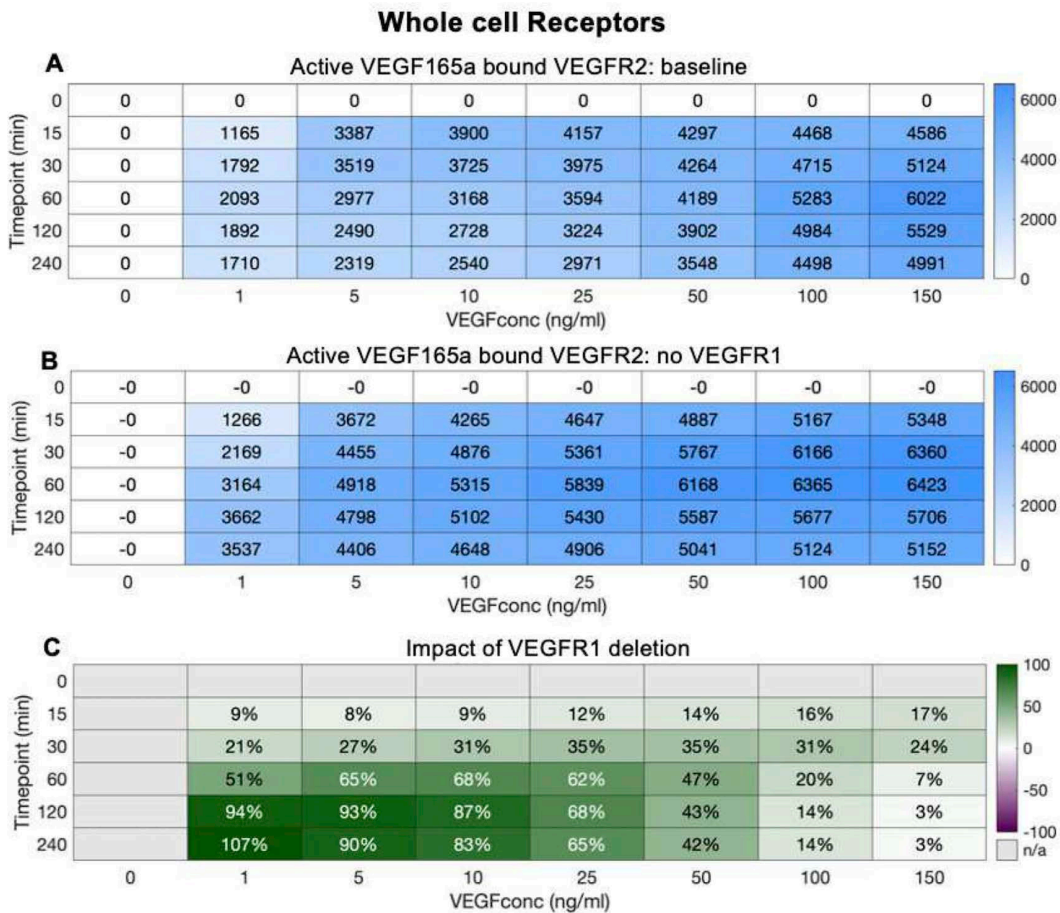 Whole cell Receptors
A
Active VEGF165a bound VEGFR2: baseline
0 0 0 0 0 0 0 0 0
15 0 1165 3387 3900 4157 4297 4468 4586
30 0 1792 3519 3725 3975 4264 4715 5124
60 0 2093 2977 3168 3594 4189 5283 6022
120 0 1892 2490 2728 3224 3902 4984 5529
240 0 1710 2319 2540 2971 3548 4498 4991
0 1 5 10 25 50 100 150
VEGFconc (ng/ml)
Timepoint (min)
6000
4000
2000
0
B
Active VEGF165a bound VEGFR2: no VEGFR1
0 -0 -0 -0 -0 -0 -0 -0 -0
15 -0 1266 3672 4265 4647 4887 5167 5348
30 -0 2169 4455 4876 5361 5767 6166 6360
60 -0 3164 4918 5315 5839 6168 6365 6423
120 -0 3662 4798 5102 5430 5587 5677 5706
240 -0 3537 4406 4648 4906 5041 5124 5152
0 1 5 10 25 50 100 150
VEGFconc (ng/ml)
Timepoint (min)
6000
4000
2000
0
C
Impact of VEGFR1 deletion
0
15 9% 8% 9% 12% 14% 16% 17%
30 21% 27% 31% 35% 35% 31% 24%
60 51% 65% 68% 62% 47% 20% 7%
120 94% 93% 87% 68% 43% 14% 3%
240 107% 90% 83% 65% 42% 14% 3%
0 1 5 10 25 50 100 150
VEGFconc (ng/ml)
Timepoint (min)
100
50
0
-50
-100
n/a